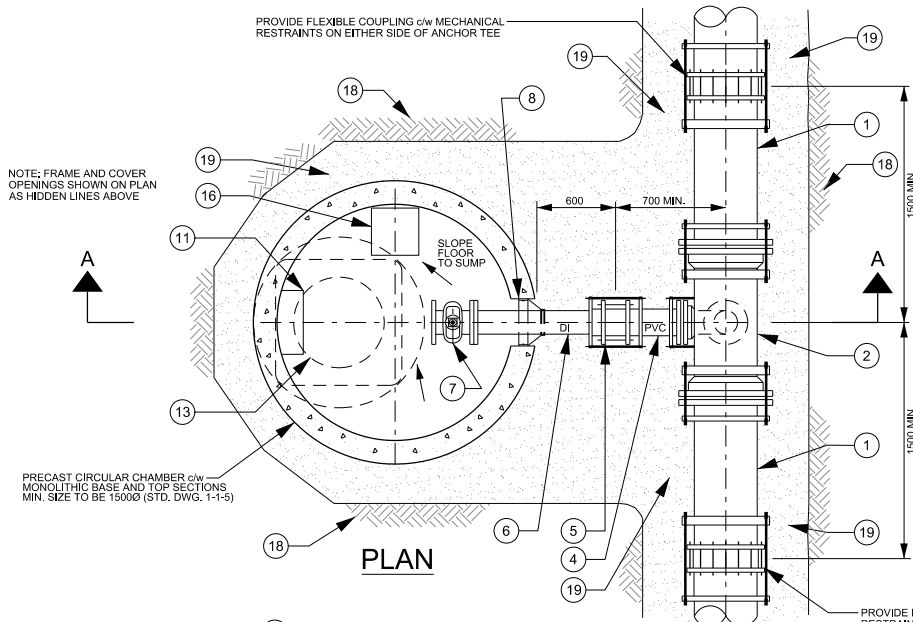 PROVIDE FLEXIBLE COUPLING c/w MECHANICAL
RESTRAINTS ON EITHER SIDE OF ANCHOR TEE
19
19
18
8
1
19
18
NOTE: FRAME AND COVER
OPENINGS SHOWN ON PLAN
AS HIDDEN LINES ABOVE
16
600
700 MIN.
1500 MIN.
11
SLOPE
FLOOR
TO SUMP
A
A
DI
PVC
2
7
13
1500 MIN.
1
PRECAST CIRCULAR CHAMBER c/w
MONOLITHIC BASE AND TOP SECTIONS
MIN. SIZE TO BE 1500Ø (STD. DWG. 1-1-5)
6
5
19
18
4
PLAN
19
PROVIDE